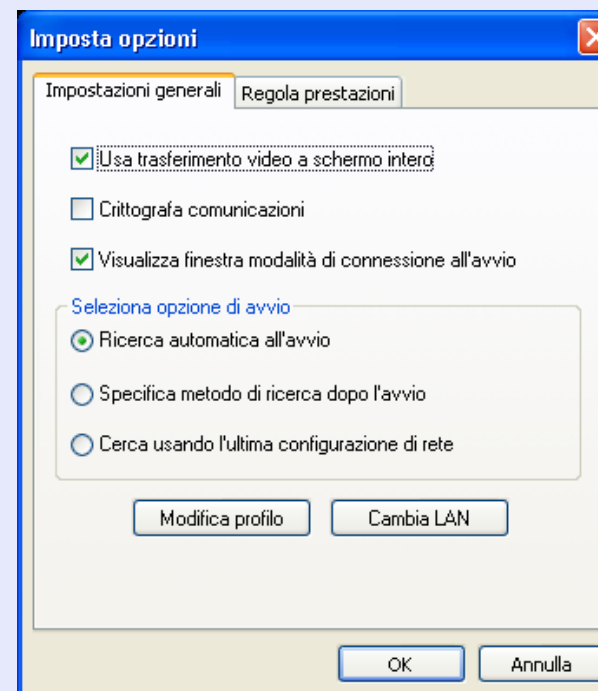 Imposta opzioni
Impostazioni generali
Regola prestazioni
Usa trasferimento video a schermo intero
Crittografa comunicazioni
Visualizza finestra modalità di connessione all'avvio
Seleziona opzione di avvio
Ricerca automatica all'avvio
Specifica metodo di ricerca dopo l'avvio
Cerca usando l'ultima configurazione di rete
Modifica profilo
Cambia LAN
OK
Annulla